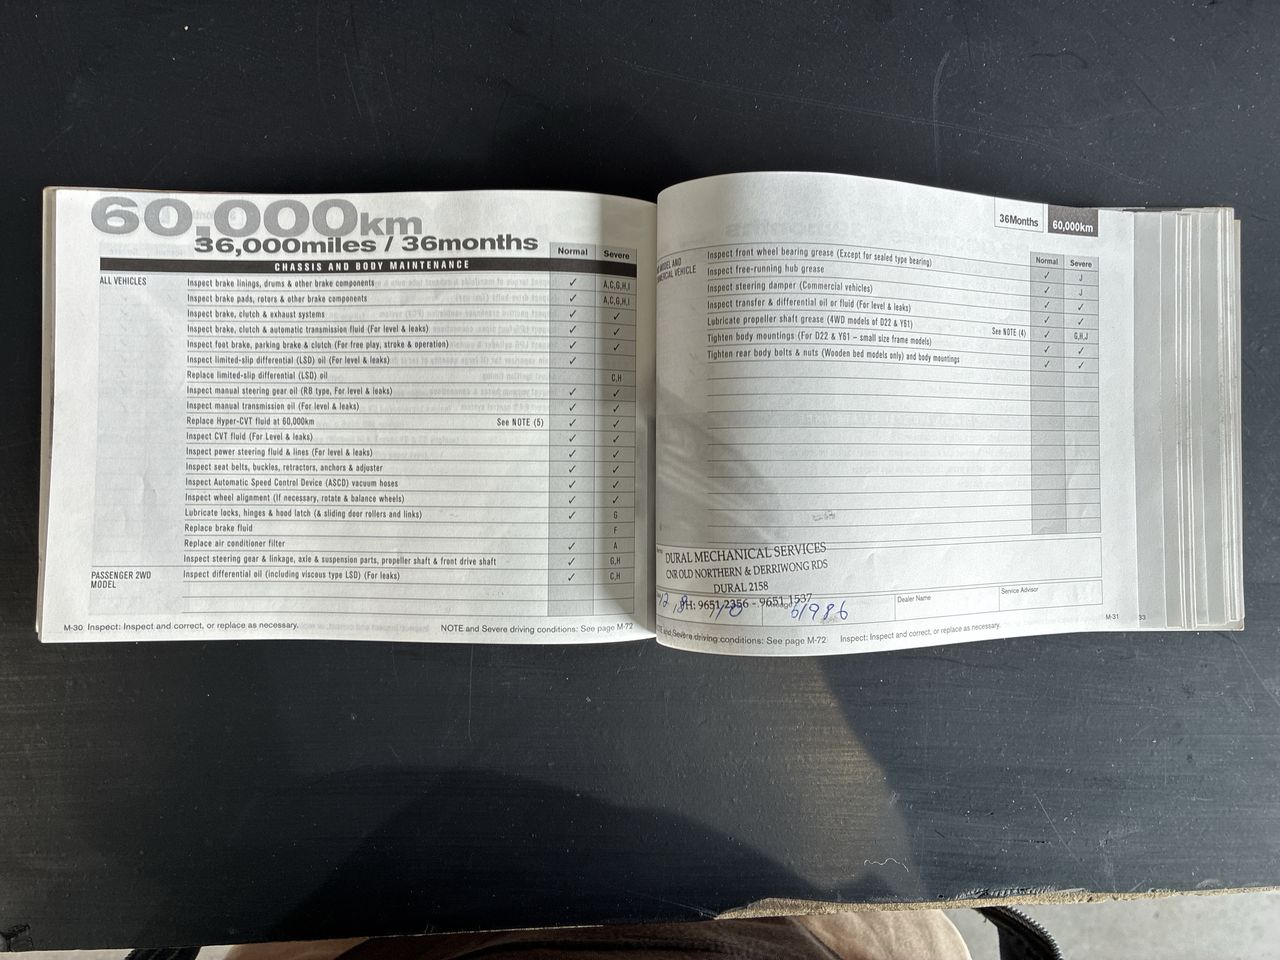 60,000km
36,000miles / 36months
Normal Severe
CHASSIS AND BODY MAINTENANCE
ALL VEHICLES Inspect brake linings, drums & other brake components ✓ A,C,G,H,I
Inspect brake pads, rotors & other brake components ✓ A,C,G,H,I
Inspect brake, clutch & exhaust systems ✓ ✓
Inspect brake, clutch & automatic transmission fluid (For level & leaks) ✓ ✓
Inspect foot brake, parking brake & clutch (For free play, stroke & operation) ✓ ✓
Inspect limited-slip differential (LSD) oil (For level & leaks) ✓
Replace limited-slip differential (LSD) oil C,H
Inspect manual steering gear oil (RB type, For level & leaks) ✓ ✓
Inspect manual transmission oil (For level & leaks) ✓ ✓
Replace Hyper-CVT fluid at 60,000km See NOTE (5) ✓ ✓
Inspect CVT fluid (For Level & leaks) ✓ ✓
Inspect power steering fluid & lines (For level & leaks) ✓ ✓
Inspect seat belts, buckles, retractors, anchors & adjuster ✓ ✓
Inspect Automatic Speed Control Device (ASCD) vacuum hoses ✓ ✓
Inspect wheel alignment (If necessary, rotate & balance wheels) ✓ ✓
Lubricate locks, hinges & hood latch (& sliding door rollers and links) ✓ G
Replace brake fluid F
Replace air conditioner filter ✓ A
Inspect steering gear & linkage, axle & suspension parts, propeller shaft & front drive shaft ✓ G,H
PASSENGER 2WD Inspect differential oil (including viscous type LSD) (For leaks) ✓ C,H
MODEL
M-30 Inspect: Inspect and correct, or replace as necessary. NOTE and Severe driving conditions: See page M-72
36Months 60,000km
Normal Severe
MODEL AND
VEHICLE
Inspect front wheel bearing grease (Except for sealed type bearing) ✓ J
Inspect free-running hub grease ✓ J
Inspect steering damper (Commercial vehicles) ✓ ✓
Inspect transfer & differential oil or fluid (For level & leaks) ✓ ✓
Lubricate propeller shaft grease (4WD models of D22 & Y61) See NOTE (4) ✓ G,H,J
Tighten body mountings (For D22 & Y61 – small size frame models) ✓ ✓
Tighten rear body bolts & nuts (Wooden bed models only) and body mountings ✓ ✓
DURAL MECHANICAL SERVICES
CNR OLD NORTHERN & DERRIWONG RDS
DURAL 2158
PH: 9651 2356 - 9651 1537
61986
Dealer Name
Service Advisor
and Severe driving conditions: See page M-72 Inspect: Inspect and correct, or replace as necessary. M-31
33